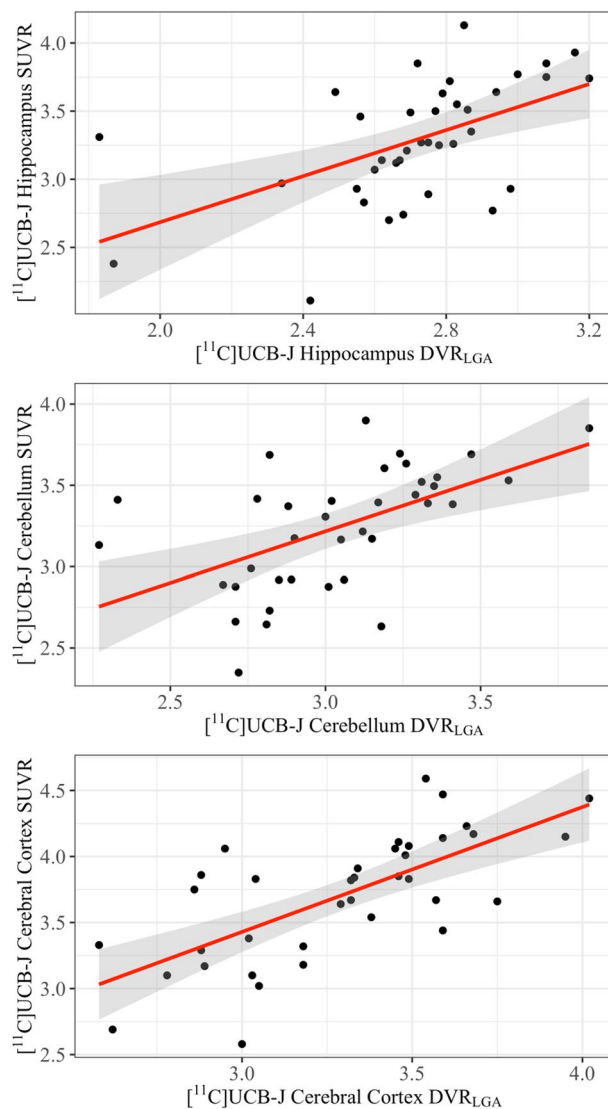 [¹¹C]UCB-J Hippocampus SUVR
4.0
3.5
3.0
2.5
2.0 2.4 2.8 3.2
[¹¹C]UCB-J Hippocampus DVR_LGA
[¹¹C]UCB-J Cerebellum SUVR
4.0
3.5
3.0
2.5
2.5 3.0 3.5
[¹¹C]UCB-J Cerebellum DVR_LGA
[¹¹C]UCB-J Cerebral Cortex SUVR
4.5
4.0
3.5
3.0
2.5
3.0 3.5 4.0
[¹¹C]UCB-J Cerebral Cortex DVR_LGA